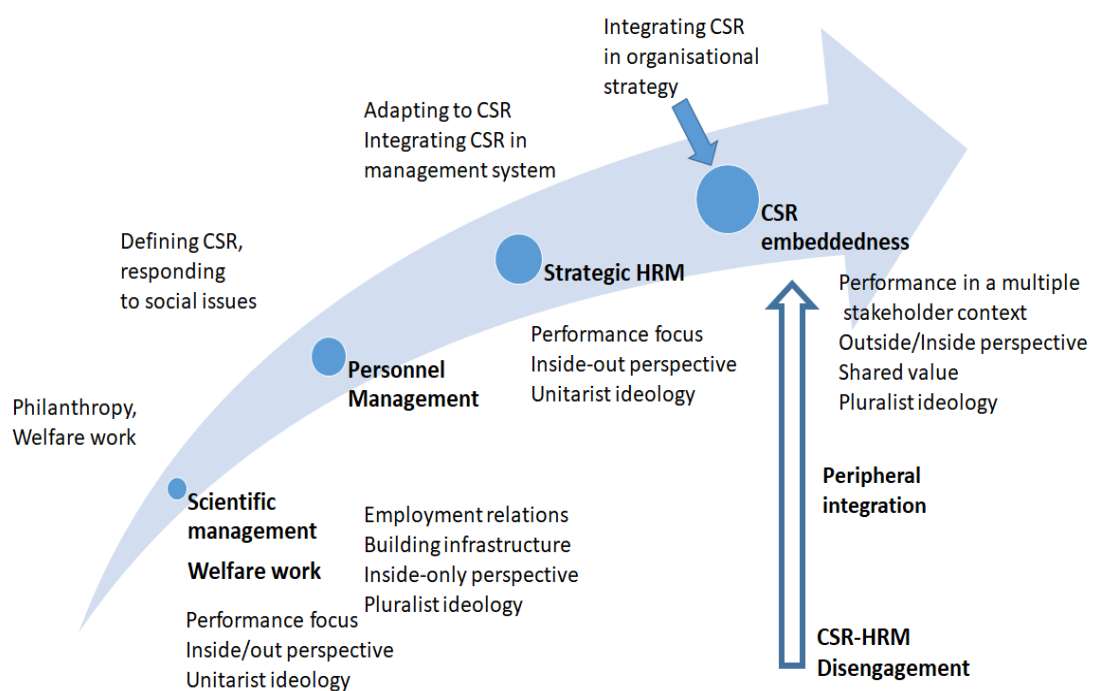 Integrating CSR
in organisational
strategy
Adapting to CSR
Integrating CSR in
management system
Defining CSR,
responding
to social issues
Philanthropy,
Welfare work
CSR
embeddedness
Strategic HRM
Personnel
Management
Scientific
management
Welfare work
Performance focus
Inside/out perspective
Unitarist ideology
Employment relations
Building infrastructure
Inside-only perspective
Pluralist ideology
Performance focus
Inside-out perspective
Unitarist ideology
Performance in a multiple
stakeholder context
Outside/Inside perspective
Shared value
Pluralist ideology
Peripheral
integration
CSR-HRM
Disengagement